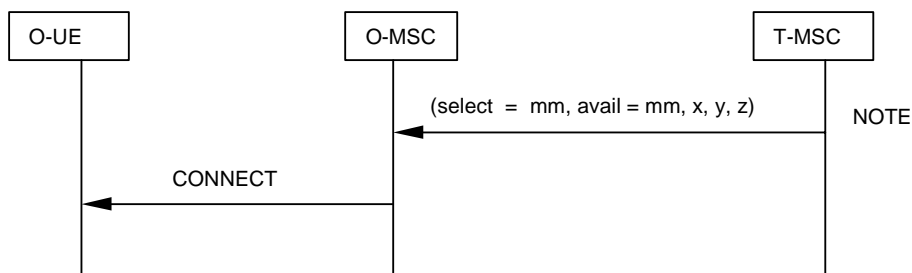 O-UE
O-MSC
T-MSC
(select = mm, avail = mm, x, y, z)
NOTE
CONNECT